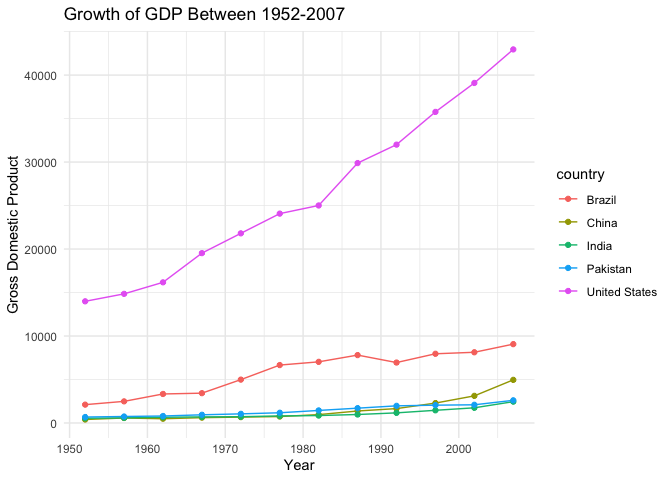 Growth of GDP Between 1952-2007
Gross Domestic Product
40000
30000
20000
10000
0
1950 1960 1970 1980 1990 2000
Year
country
Brazil
China
India
Pakistan
United States